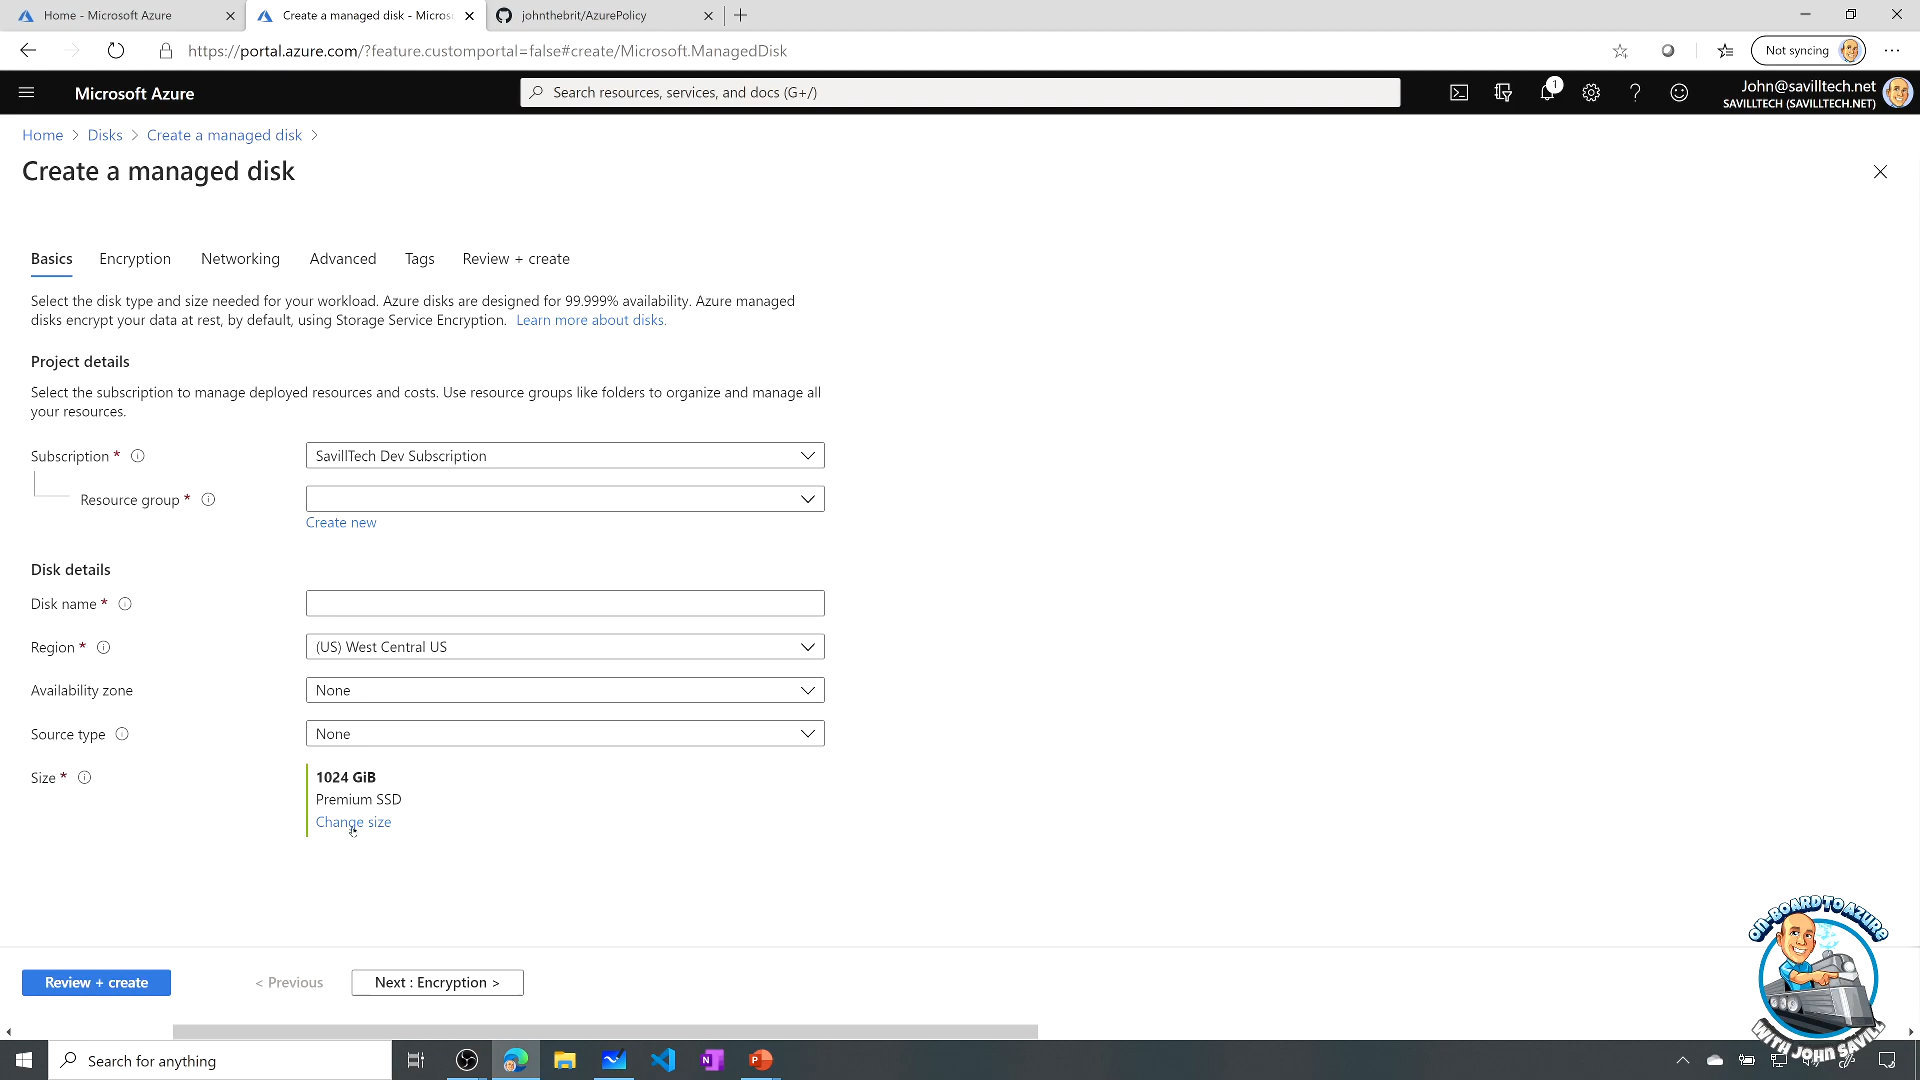 Home - Microsoft Azure
Create a managed disk - Micros
johnthebrit/AzurePolicy
https://portal.azure.com/?feature.customportal=false#create/Microsoft.ManagedDisk
Not syncing
Microsoft Azure
Search resources, services, and docs (G+/)
1
John@savilltech.net
SAVILLTECH (SAVILLTECH.NET)
Home > Disks > Create a managed disk >
Create a managed disk
Basics Encryption Networking Advanced Tags Review + create
Select the disk type and size needed for your workload. Azure disks are designed for 99.999% availability. Azure managed
disks encrypt your data at rest, by default, using Storage Service Encryption. Learn more about disks.
Project details
Select the subscription to manage deployed resources and costs. Use resource groups like folders to organize and manage all
your resources.
Subscription *
SavillTech Dev Subscription
Resource group *
Create new
Disk details
Disk name *
Region *
(US) West Central US
Availability zone
None
Source type
None
Size *
1024 GiB
Premium SSD
Change size
ON-BOARD TO AZURE
WITH JOHN SAVILL
Review + create
< Previous
Next : Encryption >
Search for anything